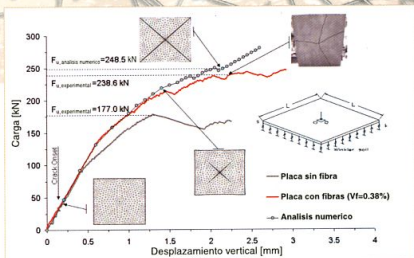 300
250
200
150
100
50
0
Carga [kN]
F u,analisis numerico =248.5 kN
F u,experimental =238.6 kN
F u,experimental =177.0 kN
Crack Onset
L
L
Winkler soil
Placa sin fibra
Placa con fibras (Vf=0.38%)
Analisis numerico
0 0.5 1 1.5 2 2.5 3 3.5 4
Desplazamiento vertical [mm]